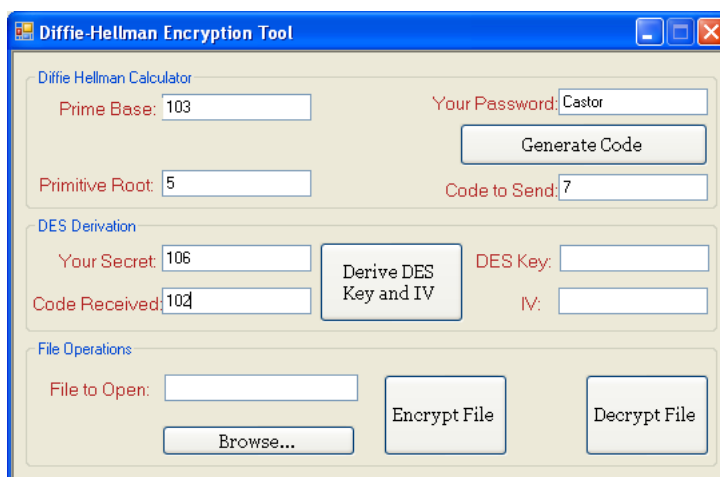 Diffie-Hellman Encryption Tool
Diffie Hellman Calculator
Prime Base: 103
Your Password: Castor
Generate Code
Primitive Root: 5
Code to Send: 7
DES Derivation
Your Secret: 106
Derive DES
Key and IV
DES Key:
Code Received: 102
IV:
File Operations
File to Open:
Encrypt File
Decrypt File
Browse...